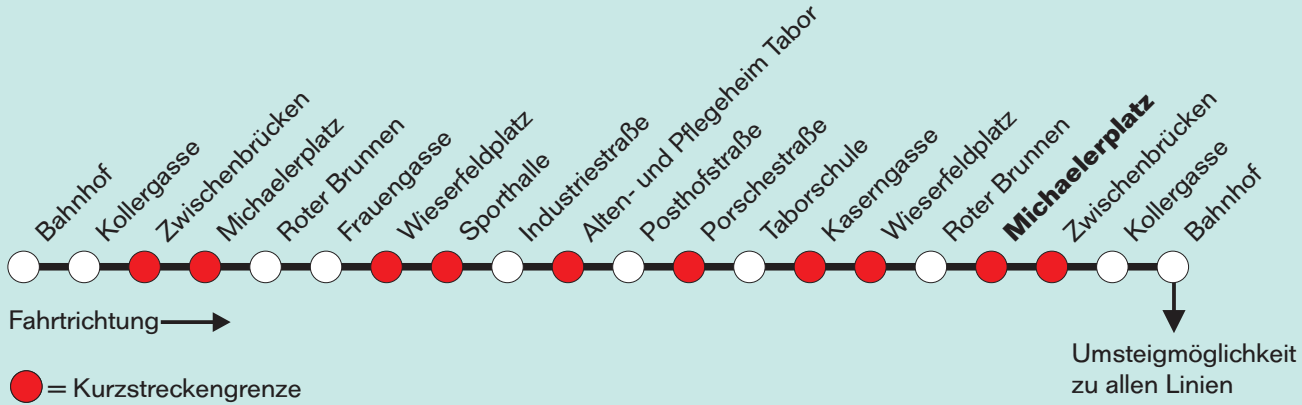 Bahnhof
Kollergasse
Zwischenbrücken
Michaelerplatz
Roter Brunnen
Frauengasse
Wieserfeldplatz
Sporthalle
Industriestraße
Alten- und Pflegeheim Tabor
Posthofstraße
Porschestraße
Taborschule
Kaserngasse
Wieserfeldplatz
Roter Brunnen
Michaelerplatz
Zwischenbrücken
Kollergasse
Bahnhof
Fahrtrichtung
Umsteigmöglichkeit
zu allen Linien
= Kurzstreckengrenze